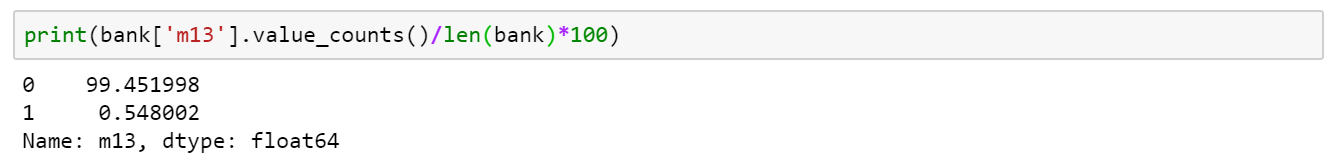 print(bank['m13'].value_counts()/len(bank)*100)
0    99.451998
1     0.548002
Name: m13, dtype: float64